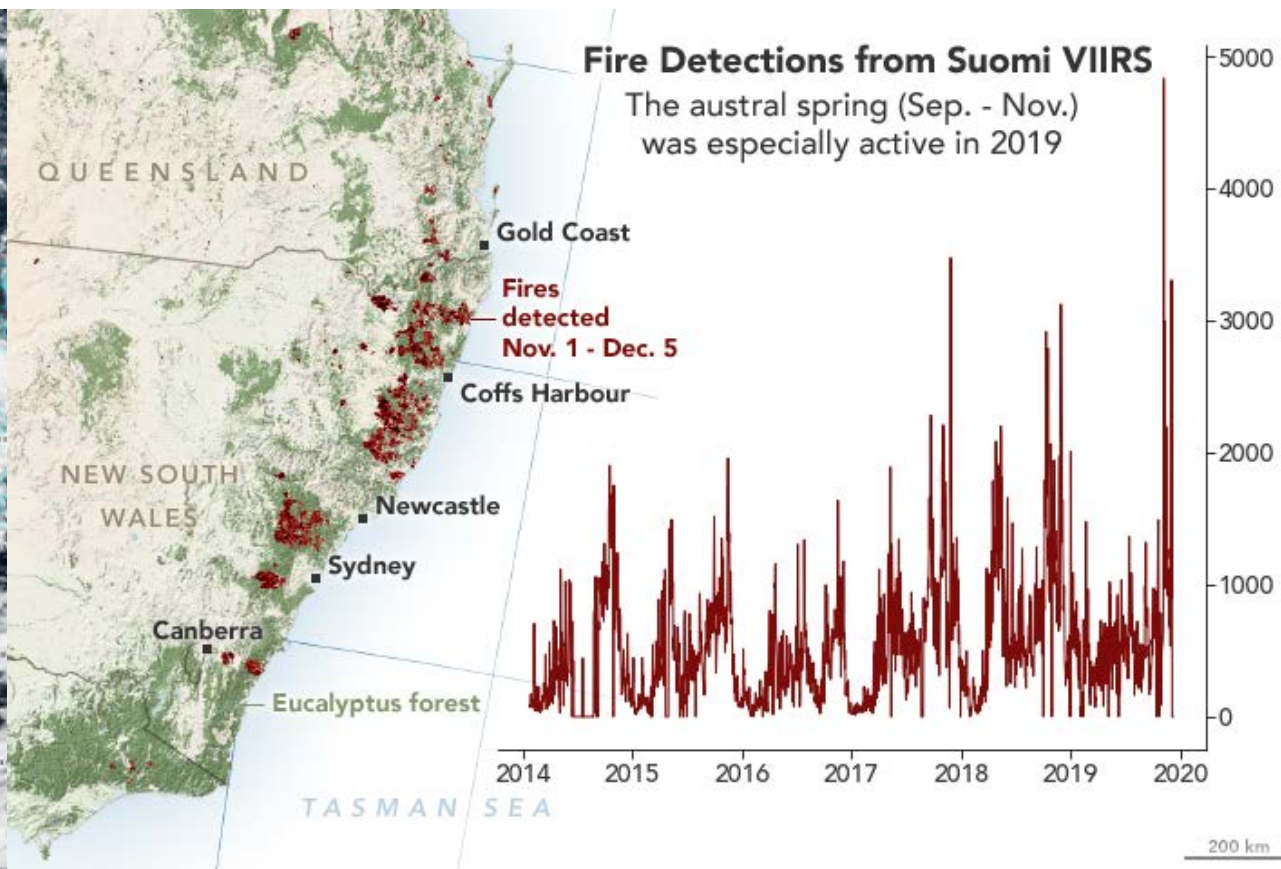 Fire Detections from Suomi VIIRS
The austral spring (Sep. - Nov.)
was especially active in 2019
QUEENSLAND
Gold Coast
Fires
detected
Nov. 1 - Dec. 5
Coffs Harbour
NEW SOUTH
WALES
Newcastle
Sydney
Canberra
Eucalyptus forest
TASMAN SEA
5000
4000
3000
2000
1000
0
2014 2015 2016 2017 2018 2019 2020
200 km